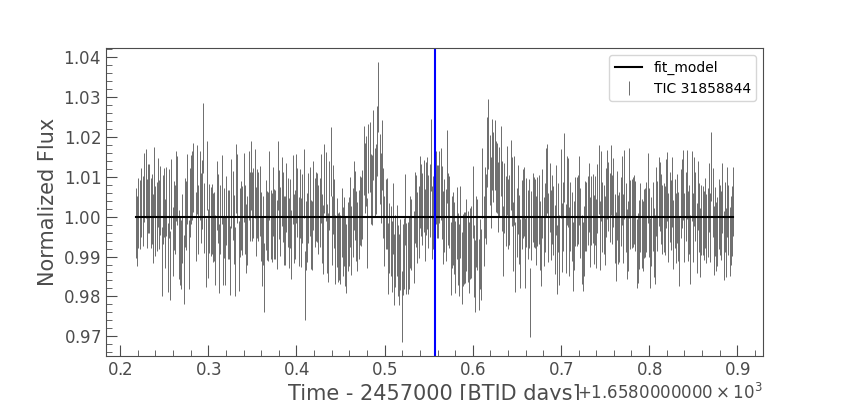 1.04
1.03
1.02
1.01
1.00
0.99
0.98
0.97
Normalized Flux
fit_model
TIC 31858844
0.2 0.3 0.4 0.5 0.6 0.7 0.8 0.9
Time - 2457000 [BTJD days]
+1.6580000000 × 10³